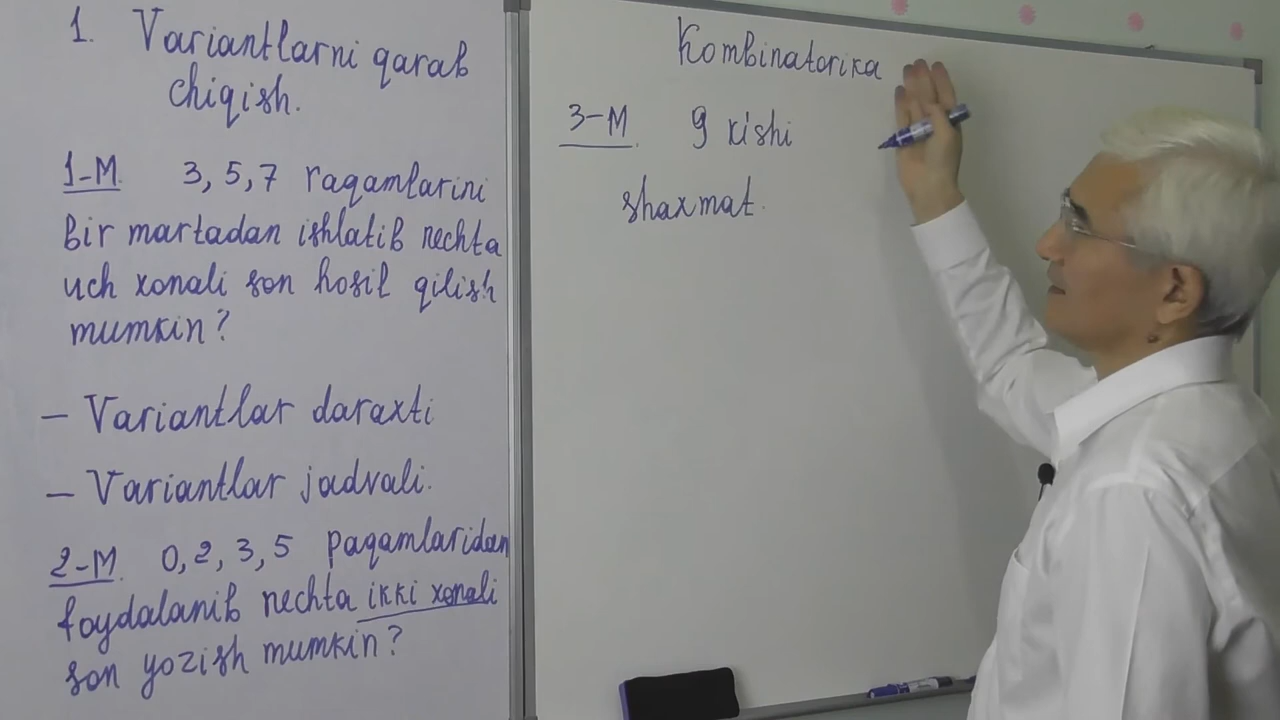 1. Variantlarni qarab
chiqish.
1-M. 3, 5, 7 raqamlarini
bir martadan ishlatib nechta
uch xonali son hosil qilish
mumkin?
- Variantlar daraxti
- Variantlar jadvali.
2-M. 0, 2, 3, 5 paqamlaridan
foydalanib nechta ikki xonali
son yozish mumkin?
Kombinatorika
3-M. 9 kishi
shaxmat.